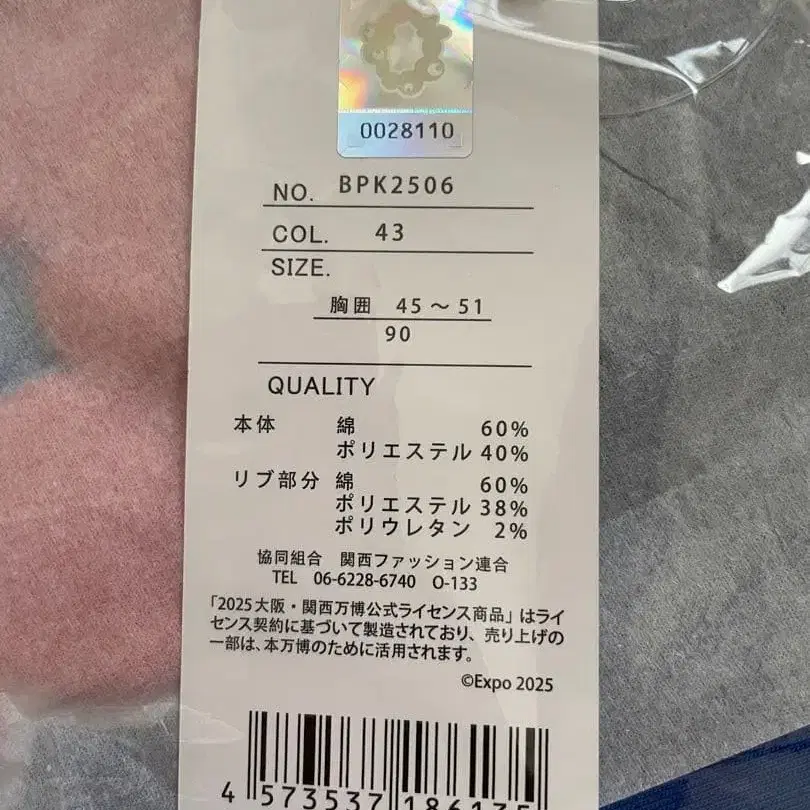 0028110
NO. BPK2506
COL. 43
SIZE.
胸囲 45～51
90
QUALITY
本体 綿 60%
ポリエステル 40%
リブ部分 綿 60%
ポリエステル 38%
ポリウレタン 2%
協同組合 関西ファッション連合
TEL 06-6228-6740 O-133
「2025大阪・関西万博公式ライセンス商品」はライ
センス契約に基づいて製造されており、売り上げの
一部は、本万博のために活用されます。
©Expo 2025
4 573537 186135